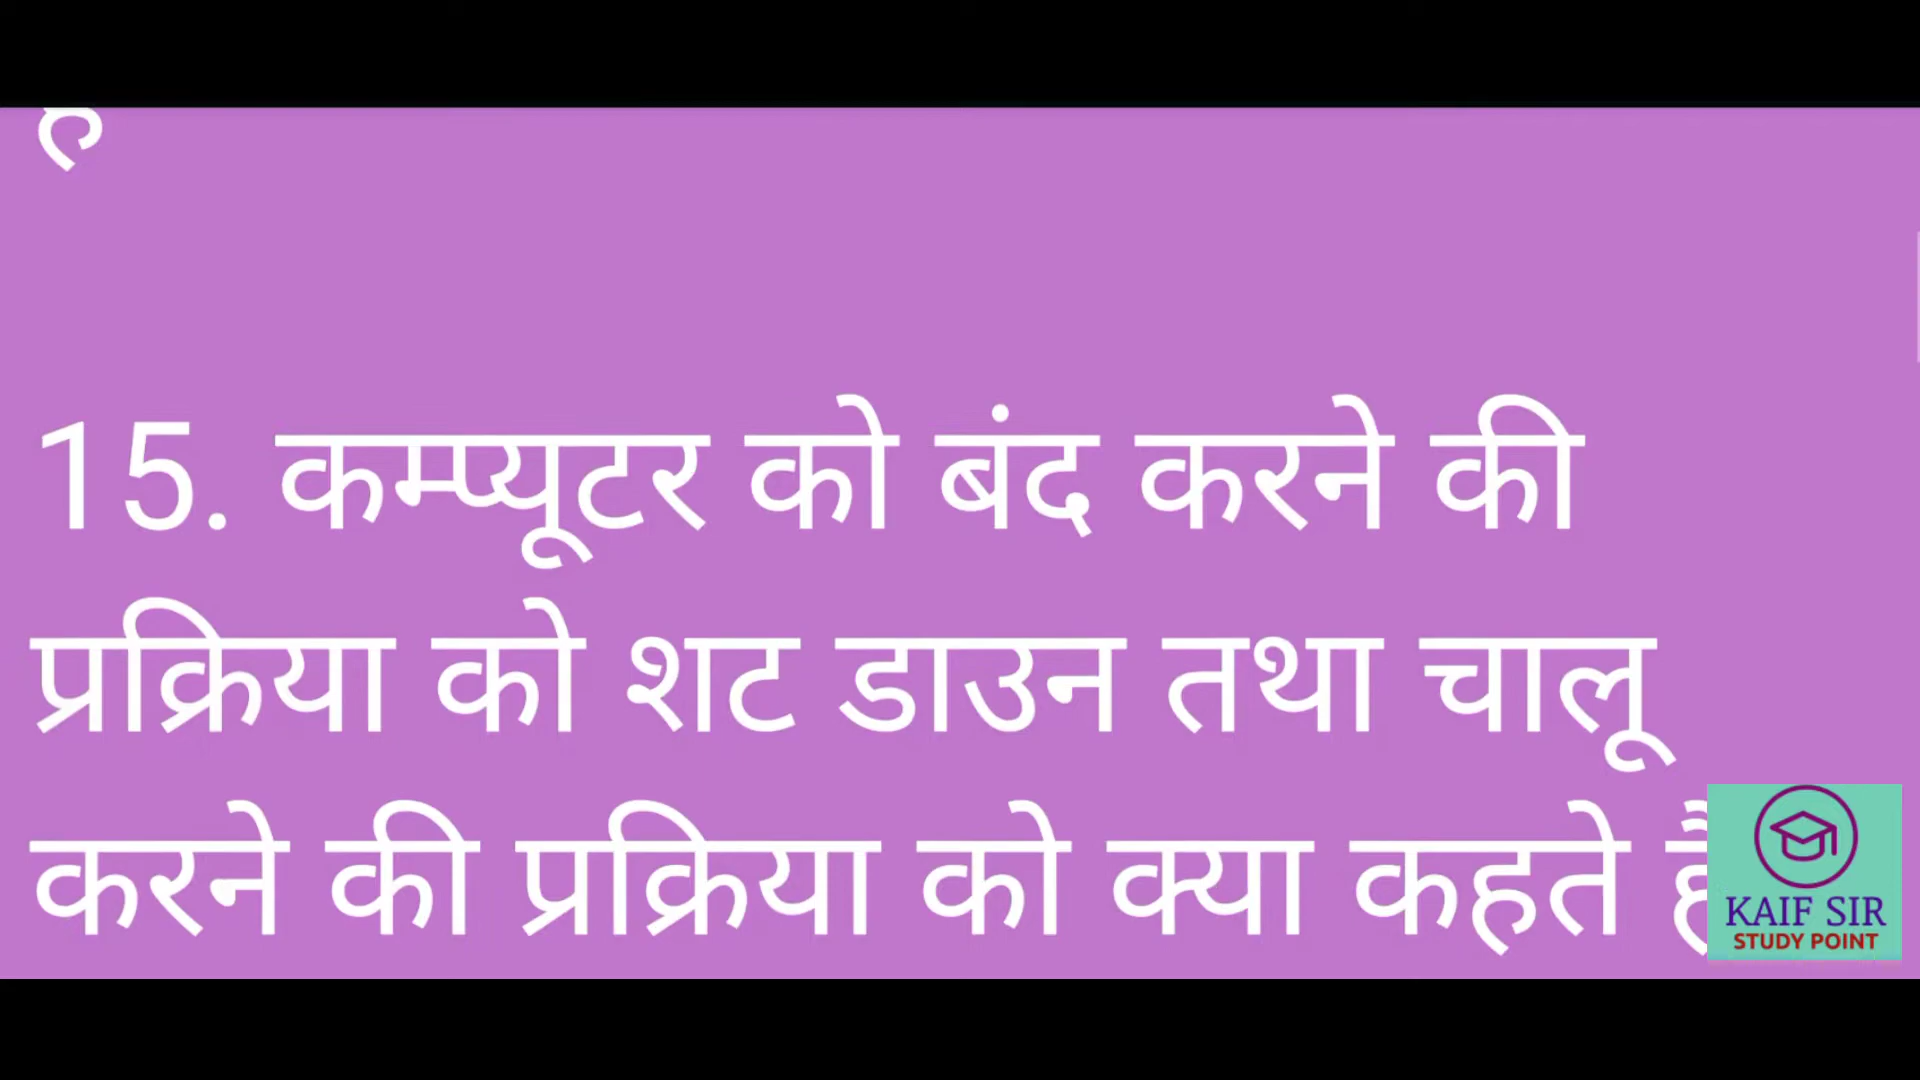 15. कम्प्यूटर को बंद करने की
प्रक्रिया को शट डाउन तथा चालू
करने की प्रक्रिया को क्या कहते
KAIF SIR
STUDY POINT